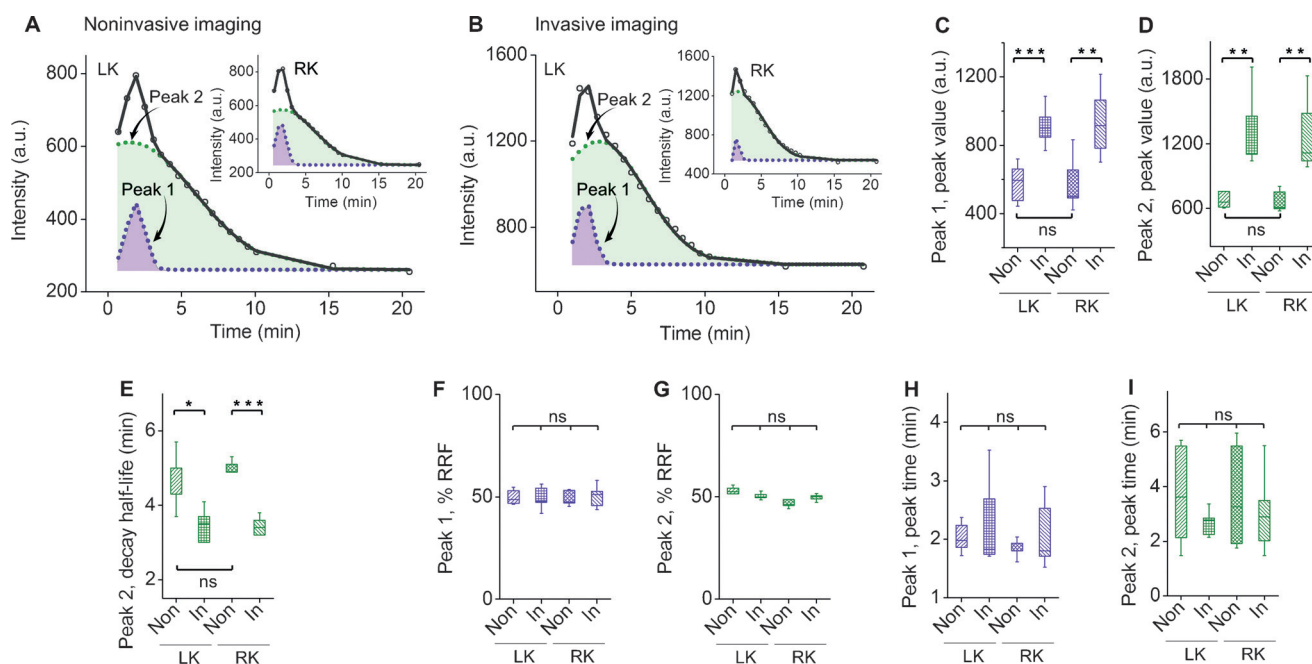 A Noninvasive imaging
LK
Peak 2
Peak 1
Intensity (a.u.)
800
600
400
200
0 5 10 15 20
Time (min)
RK
Intensity (a.u.)
800
600
400
200
0 5 10 15 20
Time (min)
B Invasive imaging
LK
Peak 2
Peak 1
Intensity (a.u.)
1600
1200
800
400
0 5 10 15 20
Time (min)
RK
Intensity (a.u.)
1600
1200
800
400
0 5 10 15 20
Time (min)
C
Peak 1, peak value (a.u.)
1200
800
400
*** **
ns
Non In Non In
LK RK
D
Peak 2, peak value (a.u.)
1800
1200
600
** **
ns
Non In Non In
LK RK
E
Peak 2, decay half-life (min)
6
4
2
* ***
ns
Non In Non In
LK RK
F
Peak 1, % RRF
100
50
0
ns
Non In Non In
LK RK
G
Peak 2, % RRF
100
50
0
ns
Non In Non In
LK RK
H
Peak 1, peak time (min)
4
3
2
1
ns
Non In Non In
LK RK
I
Peak 2, peak time (min)
6
4
2
0
ns
Non In Non In
LK RK